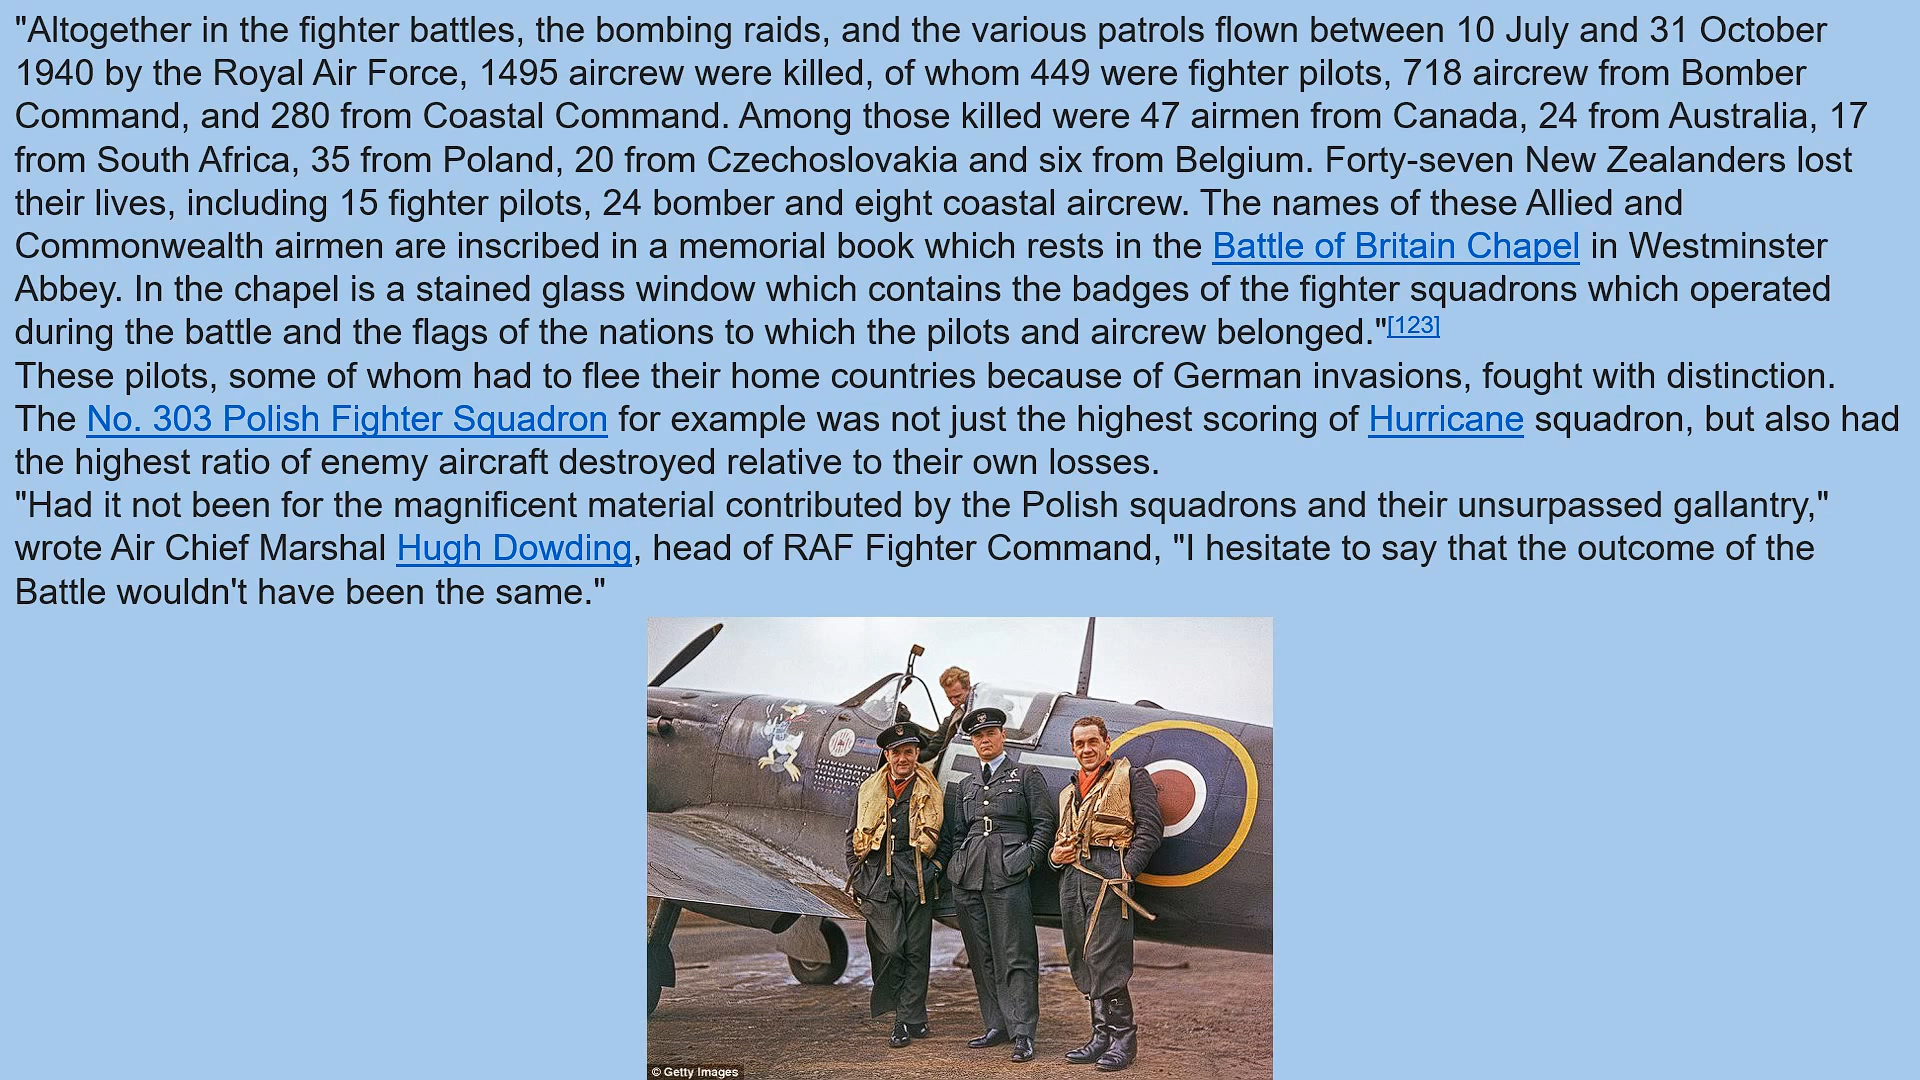 "Altogether in the fighter battles, the bombing raids, and the various patrols flown between 10 July and 31 October
1940 by the Royal Air Force, 1495 aircrew were killed, of whom 449 were fighter pilots, 718 aircrew from Bomber
Command, and 280 from Coastal Command. Among those killed were 47 airmen from Canada, 24 from Australia, 17
from South Africa, 35 from Poland, 20 from Czechoslovakia and six from Belgium. Forty-seven New Zealanders lost
their lives, including 15 fighter pilots, 24 bomber and eight coastal aircrew. The names of these Allied and
Commonwealth airmen are inscribed in a memorial book which rests in the Battle of Britain Chapel in Westminster
Abbey. In the chapel is a stained glass window which contains the badges of the fighter squadrons which operated
during the battle and the flags of the nations to which the pilots and aircrew belonged."[123]
These pilots, some of whom had to flee their home countries because of German invasions, fought with distinction.
The No. 303 Polish Fighter Squadron for example was not just the highest scoring of Hurricane squadron, but also had
the highest ratio of enemy aircraft destroyed relative to their own losses.
"Had it not been for the magnificent material contributed by the Polish squadrons and their unsurpassed gallantry,"
wrote Air Chief Marshal Hugh Dowding, head of RAF Fighter Command, "I hesitate to say that the outcome of the
Battle wouldn't have been the same."
© Getty Images